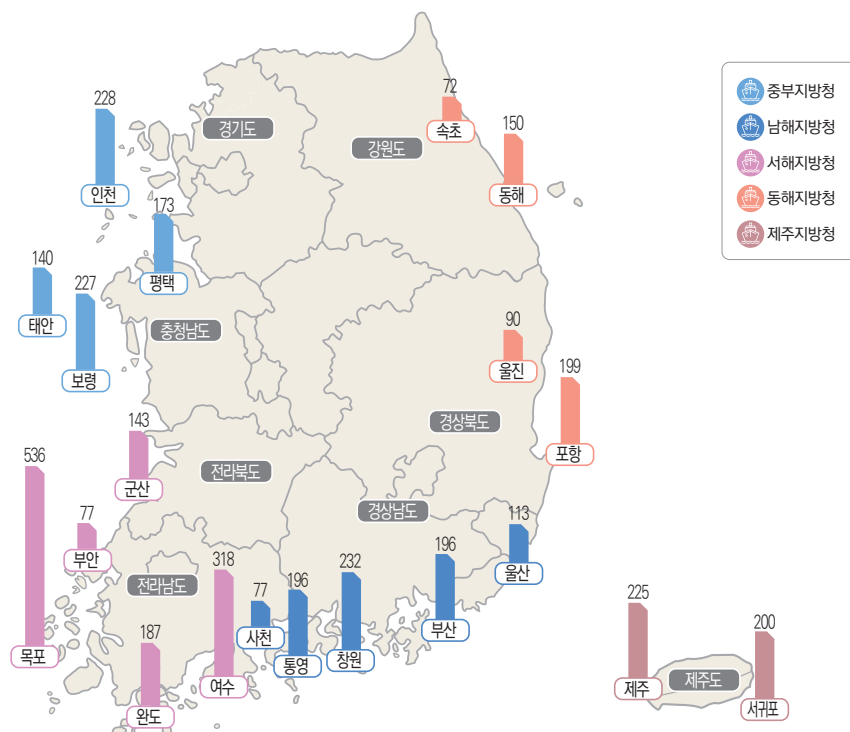 중부지방청
남해지방청
서해지방청
동해지방청
제주지방청
경기도
강원도
충청남도
경상북도
전라북도
경상남도
전라남도
제주도
228
인천
173
평택
140
태안
227
보령
72
속초
150
동해
90
울진
199
포항
143
군산
536
목포
77
부안
187
완도
318
여수
77
사천
196
통영
232
창원
196
부산
113
울산
225
제주
200
서귀포